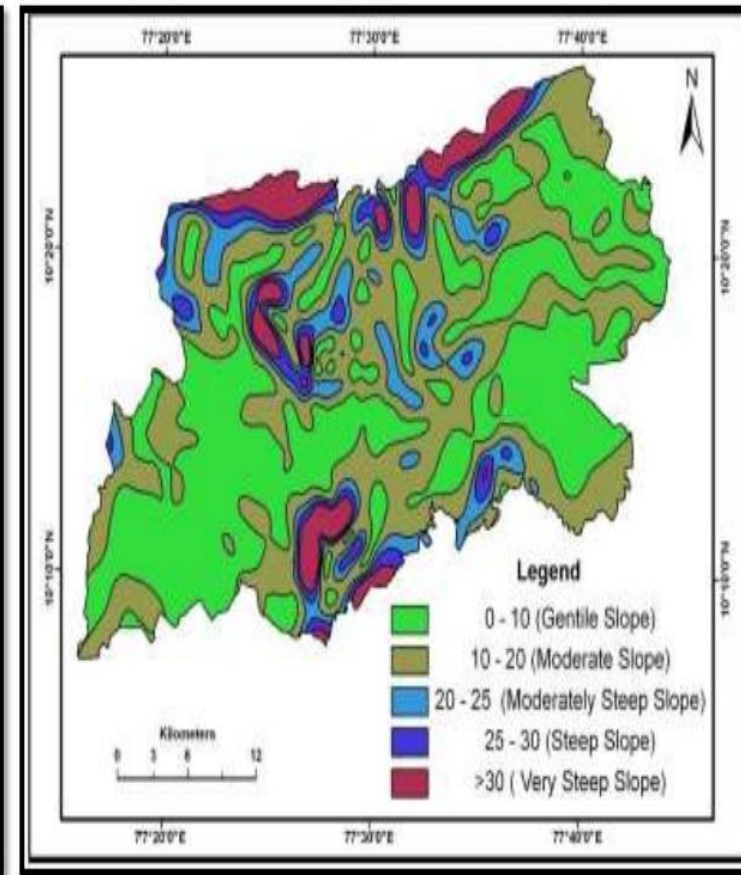 77°20'0"E 77°30'0"E 77°40'0"E
N
10°20'0"N 10°20'0"N
10°10'0"N 10°10'0"N
Legend
0 - 10 (Gentile Slope)
10 - 20 (Moderate Slope)
20 - 25 (Moderately Steep Slope)
25 - 30 (Steep Slope)
>30 ( Very Steep Slope)
Kilometers
0 3 6 12
77°20'0"E 77°30'0"E 77°40'0"E